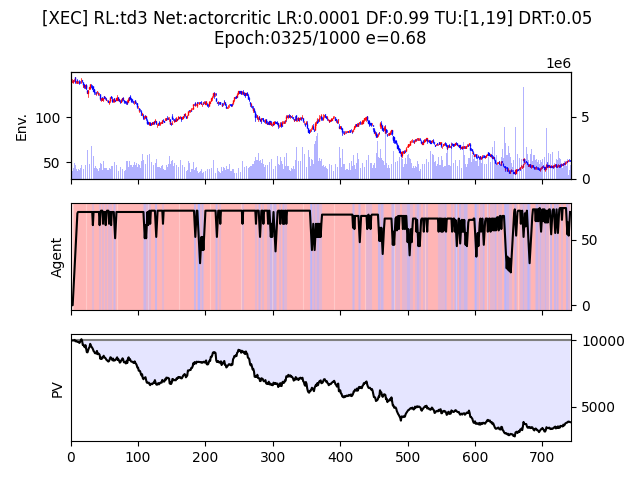 [XEC] RL:td3 Net:actorcritic LR:0.0001 DF:0.99 TU:[1,19] DRT:0.05
Epoch:0325/1000 e=0.68
1e6
Env.
100
50
5
0
Agent
50
0
PV
10000
5000
0 100 200 300 400 500 600 700